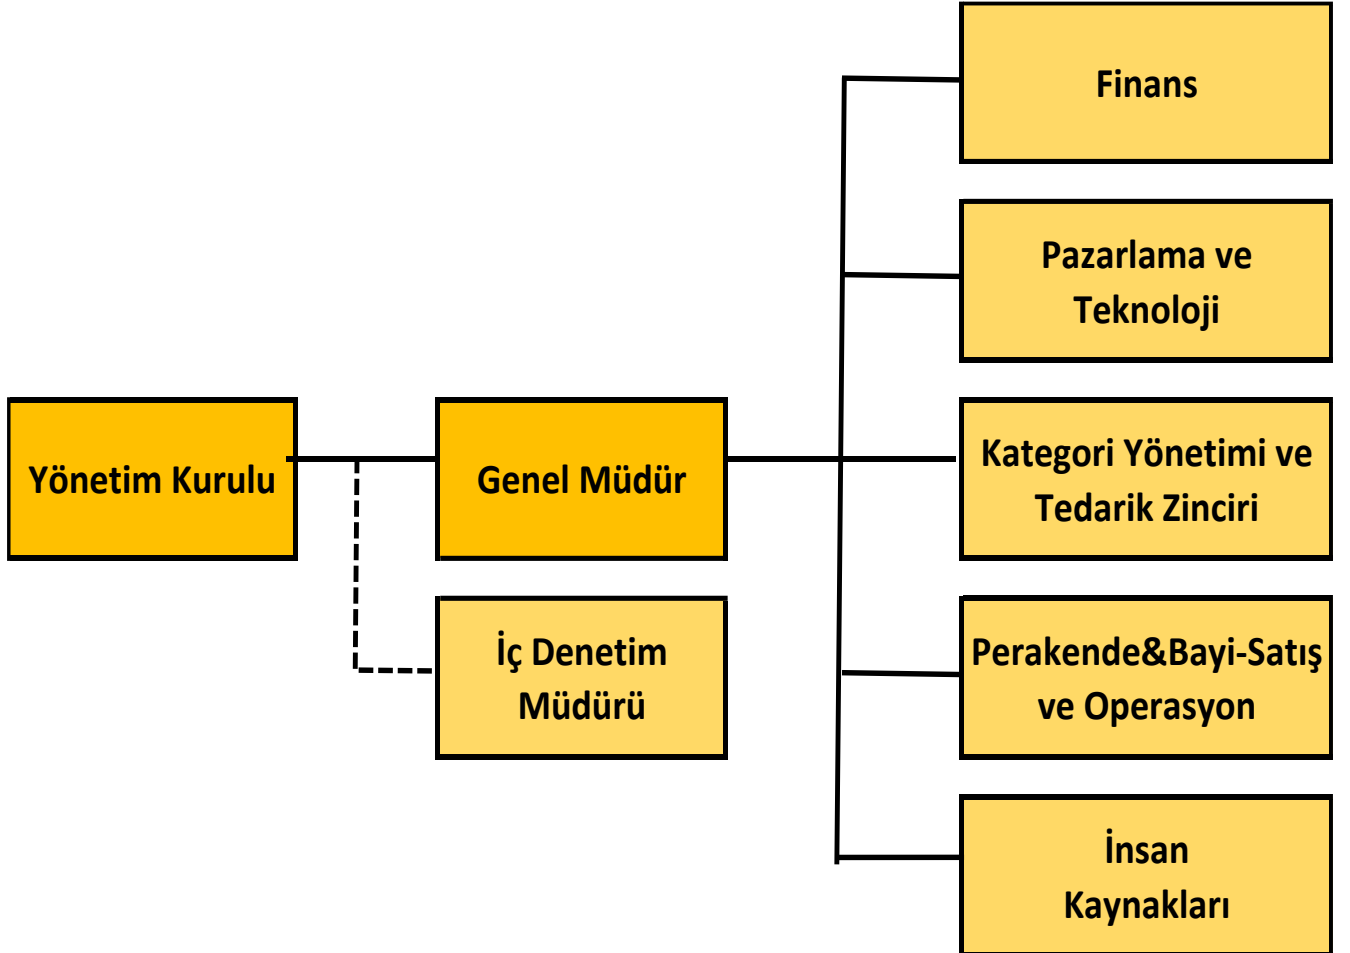 Finans
Pazarlama ve
Teknoloji
Yönetim Kurulu
Genel Müdür
Kategori Yönetimi ve
Tedarik Zinciri
İç Denetim
Müdürü
Perakende&Bayi-Satış
ve Operasyon
İnsan
Kaynakları